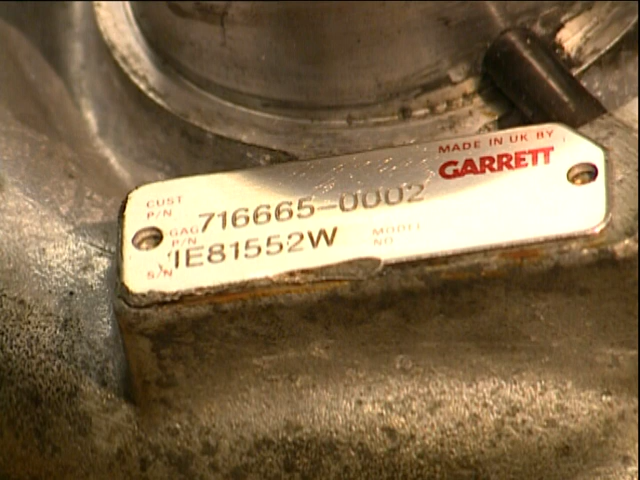 MADE IN UK BY
GARRETT
CUST
P/N
GAG 716665-0002
P/N
S/N 1E81552W
MODEL
NO